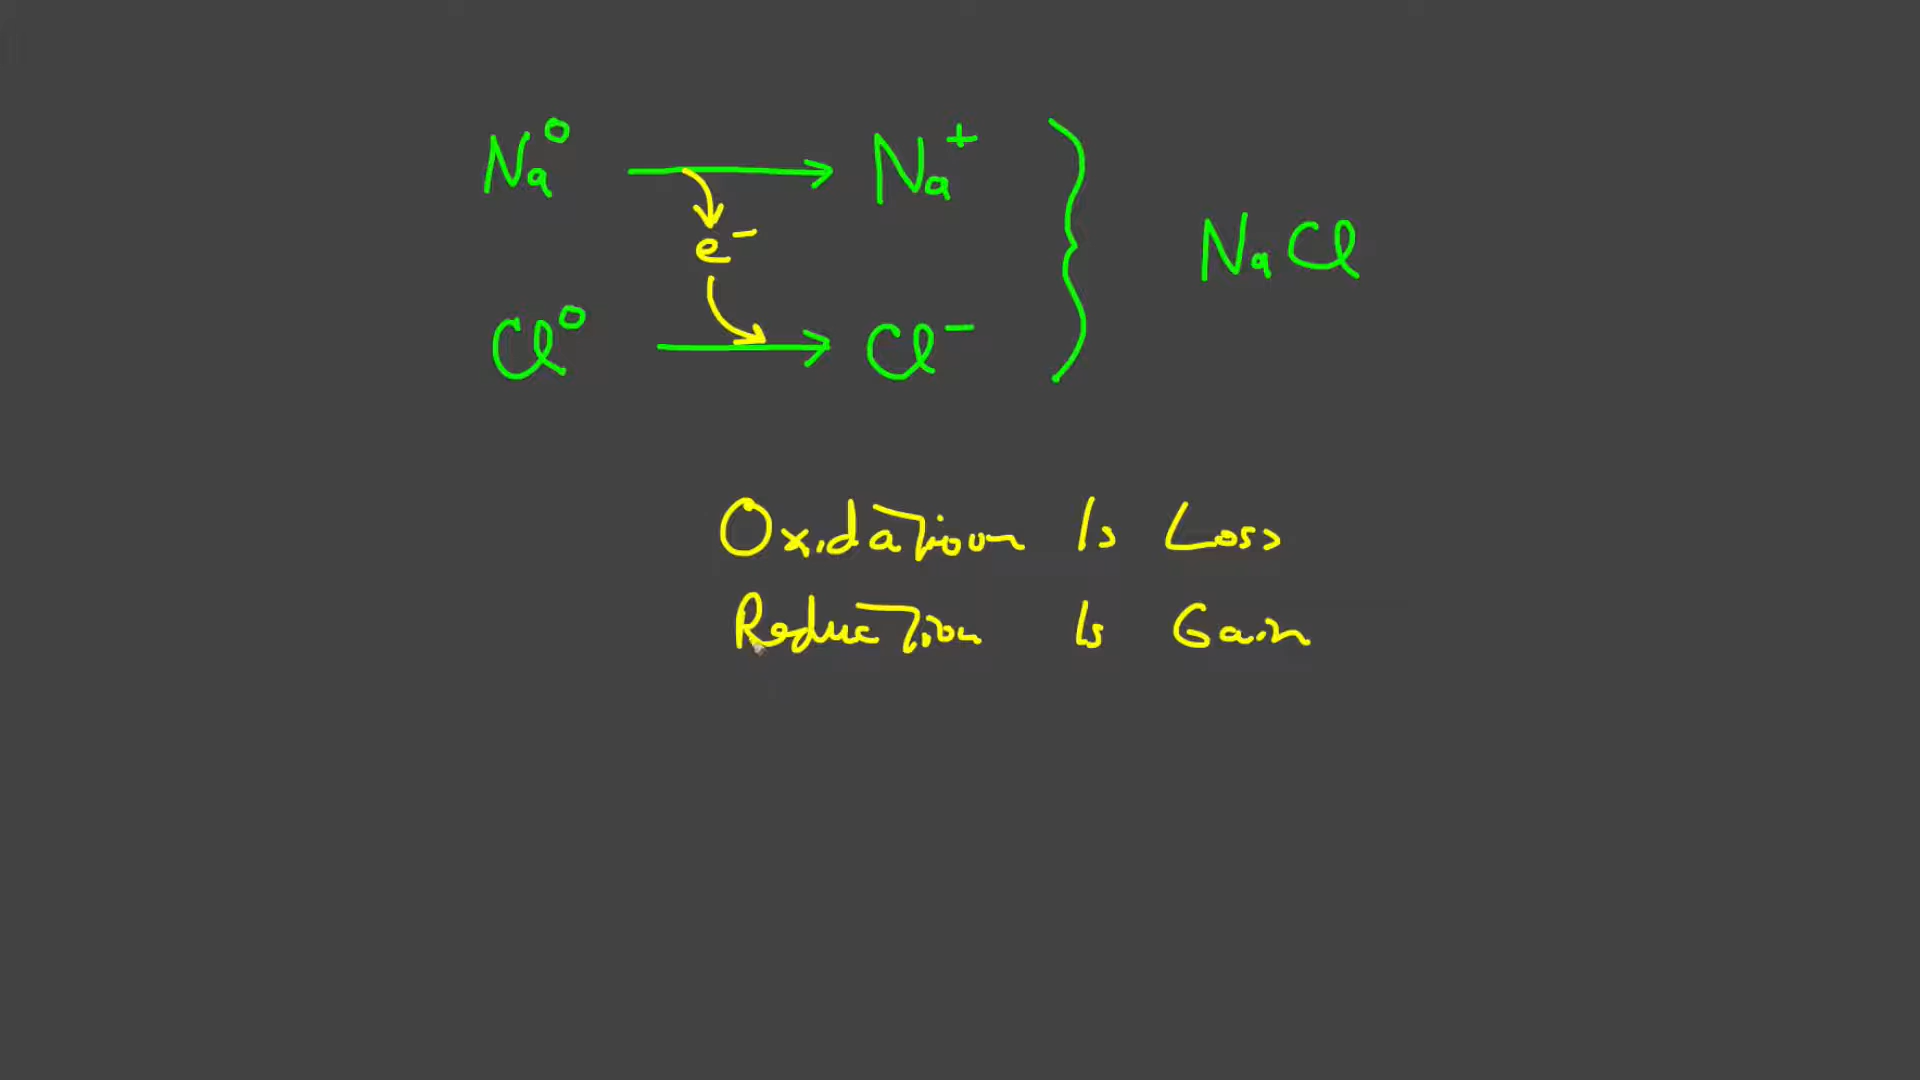 Na⁰ → Na⁺
e⁻
NaCl
Cl⁰ → Cl⁻
Oxidation Is Loss
Reduction Is Gain